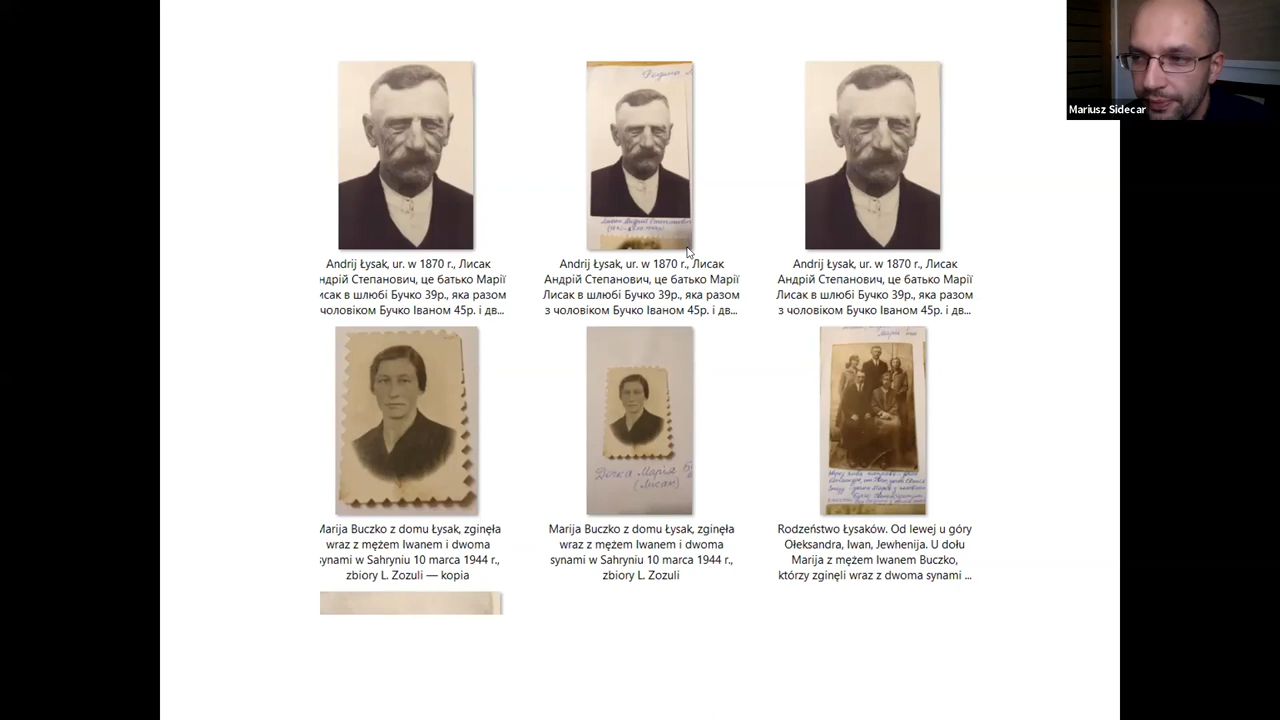 Mariusz Sidecar
Родина
Andrij Łysak, ur. w 1870 r., Лисак
ндрій Степанович, це батько Марії
исак в шлюбі Бучко 39р., яка разом
чоловіком Бучко Іваном 45р. і дв...
Andrij Łysak, ur. w 1870 r., Лисак
Андрій Степанович, це батько Марії
Лисак в шлюбі Бучко 39р., яка разом
з чоловіком Бучко Іваном 45р. і дв...
Andrij Łysak, ur. w 1870 r., Лисак
Андрій Степанович, це батько Марії
Лисак в шлюбі Бучко 39р., яка разом
з чоловіком Бучко Іваном 45р. і дв...
Дочка Марія
(Лисак)
Marija Buczko z domu Łysak, zginęła
wraz z mężem Iwanem i dwoma
synami w Sahryniu 10 marca 1944 r.,
zbiory L. Zozuli — kopia
Marija Buczko z domu Łysak, zginęła
wraz z mężem Iwanem i dwoma
synami w Sahryniu 10 marca 1944 r.,
zbiory L. Zozuli
Rodzeństwo Łysaków. Od lewej u góry
Ołeksandra, Iwan, Jewhenija. U dołu
Marija z mężem Iwanem Buczko,
którzy zginęli wraz z dwoma synami ...